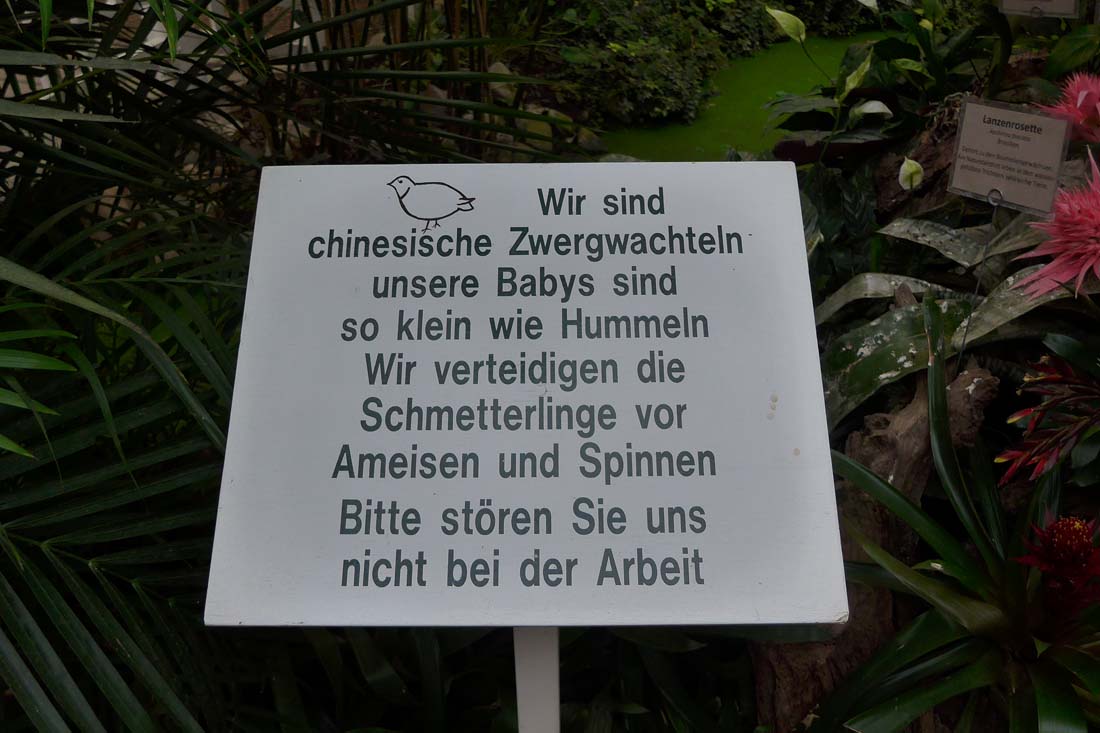 Wir sind
chinesische Zwergwachteln
unsere Babys sind
so klein wie Hummeln
Wir verteidigen die
Schmetterlinge vor
Ameisen und Spinnen
Bitte stören Sie uns
nicht bei der Arbeit
Lanzenrosette
Brasilien